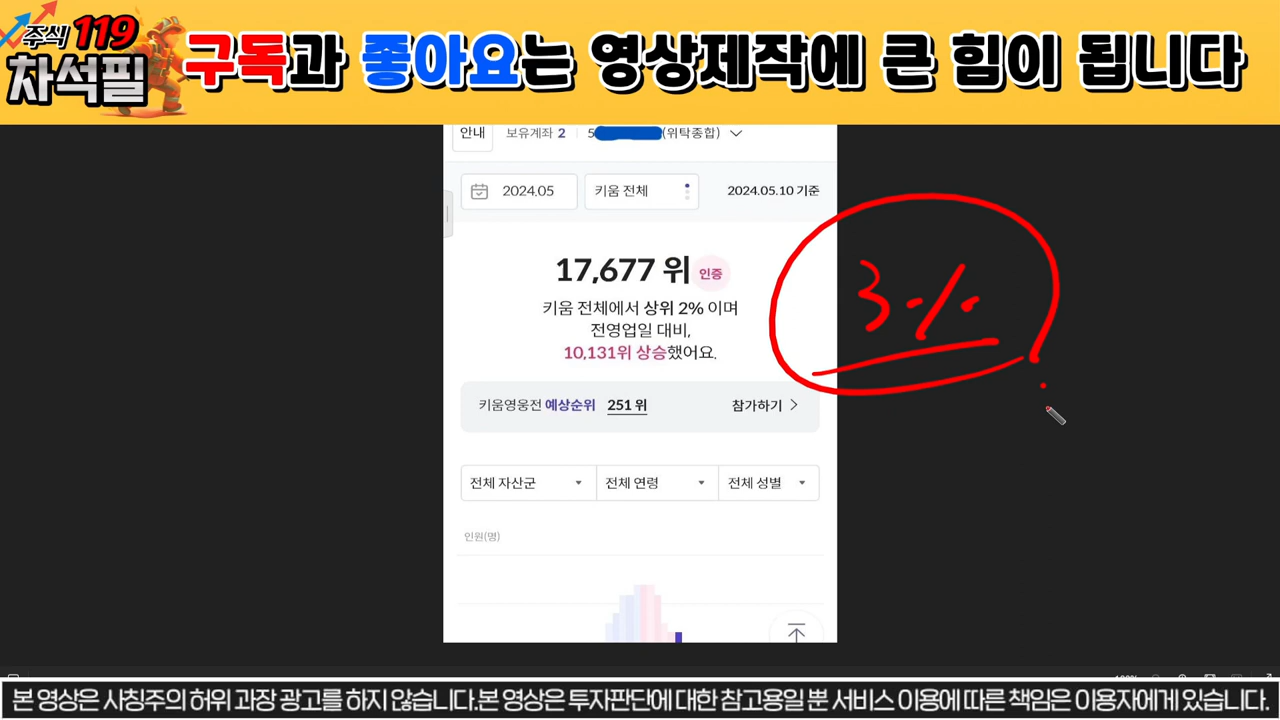 주식 119
차석필
구독과 좋아요는 영상제작에 큰 힘이 됩니다
안내 보유계좌 2 5 (위탁종합)
2024.05 키움 전체 2024.05.10 기준
17,677 위 인증
키움 전체에서 상위 2% 이며
전영업일 대비,
10,131위 상승했어요.
3%
키움영웅전 예상순위 251 위 참가하기
전체 자산군 전체 연령 전체 성별
인원(명)
본 영상은 사칭주의 허위 과장 광고를 하지 않습니다.본 영상은 투자판단에 대한 참고용일 뿐 서비스 이용에 따른 책임은 이용자에게 있습니다.